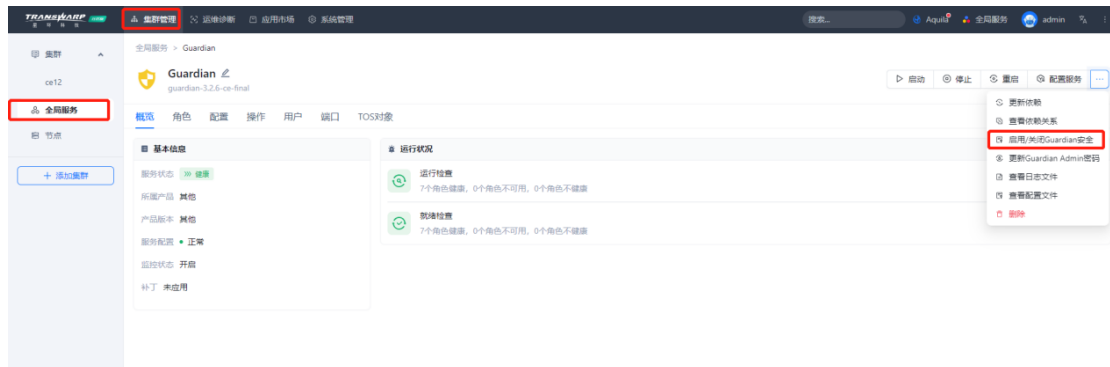 TRANSWARP
星环科技
集群管理
运维诊断
应用市场
系统管理
搜索...
Aquila
全局服务
admin
集群
ce12
全局服务
节点
+ 添加集群
全局服务 > Guardian
Guardian
guardian-3.2.6-ce-final
启动
停止
重启
配置服务
...
更新依赖
查看依赖关系
启用/关闭Guardian安全
更新Guardian Admin密码
查看日志文件
查看配置文件
删除
概览 角色 配置 操作 用户 端口 TOS对象
基本信息
服务状态 健康
所属产品 其他
产品版本 其他
服务配置 正常
监控状态 开启
补丁 未应用
运行状况
运行检查
7个角色健康，0个角色不可用，0个角色不健康
就绪检查
7个角色健康，0个角色不可用，0个角色不健康